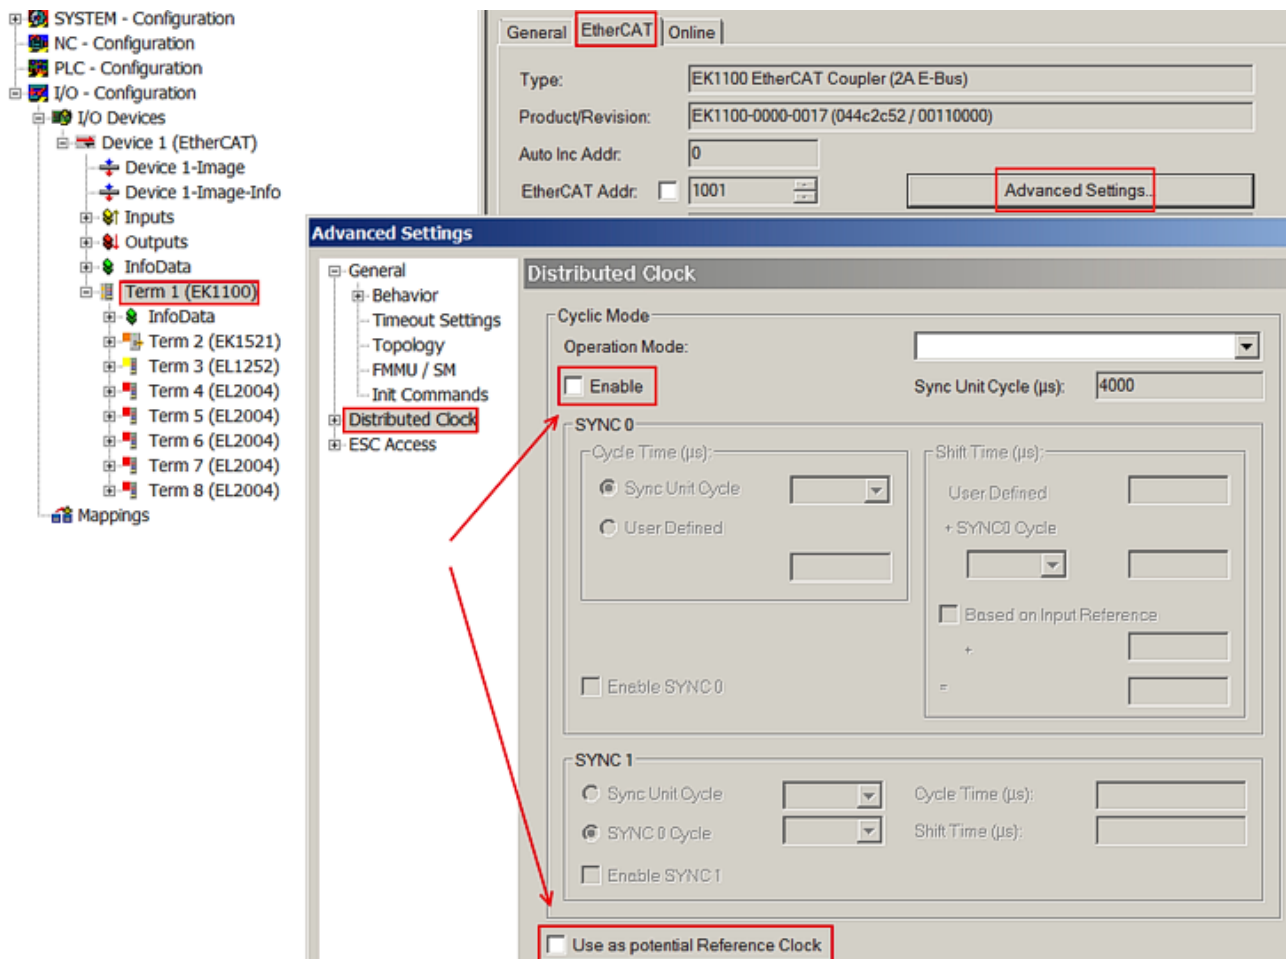 SYSTEM - Configuration
NC - Configuration
PLC - Configuration
I/O - Configuration
I/O Devices
Device 1 (EtherCAT)
Device 1-Image
Device 1-Image-Info
Inputs
Outputs
InfoData
Term 1 (EK1100)
InfoData
Term 2 (EK1521)
Term 3 (EL1252)
Term 4 (EL2004)
Term 5 (EL2004)
Term 6 (EL2004)
Term 7 (EL2004)
Term 8 (EL2004)
Mappings
General EtherCAT Online
Type: EK1100 EtherCAT Coupler (2A E-Bus)
Product/Revision: EK1100-0000-0017 (044c2c52 / 00110000)
Auto Inc Addr: 0
EtherCAT Addr: 1001 Advanced Settings..
Advanced Settings
General
Behavior
Timeout Settings
Topology
FMMU / SM
Init Commands
Distributed Clock
ESC Access
Distributed Clock
Cyclic Mode
Operation Mode:
Enable Sync Unit Cycle (µs): 4000
SYNC 0
Cycle Time (µs):
Sync Unit Cycle
User Defined
Shift Time (µs):
User Defined
+ SYNC0 Cycle
Based on Input Reference
+
=
Enable SYNC 0
SYNC 1
Sync Unit Cycle Cycle Time (µs):
SYNC 0 Cycle Shift Time (µs):
Enable SYNC 1
Use as potential Reference Clock